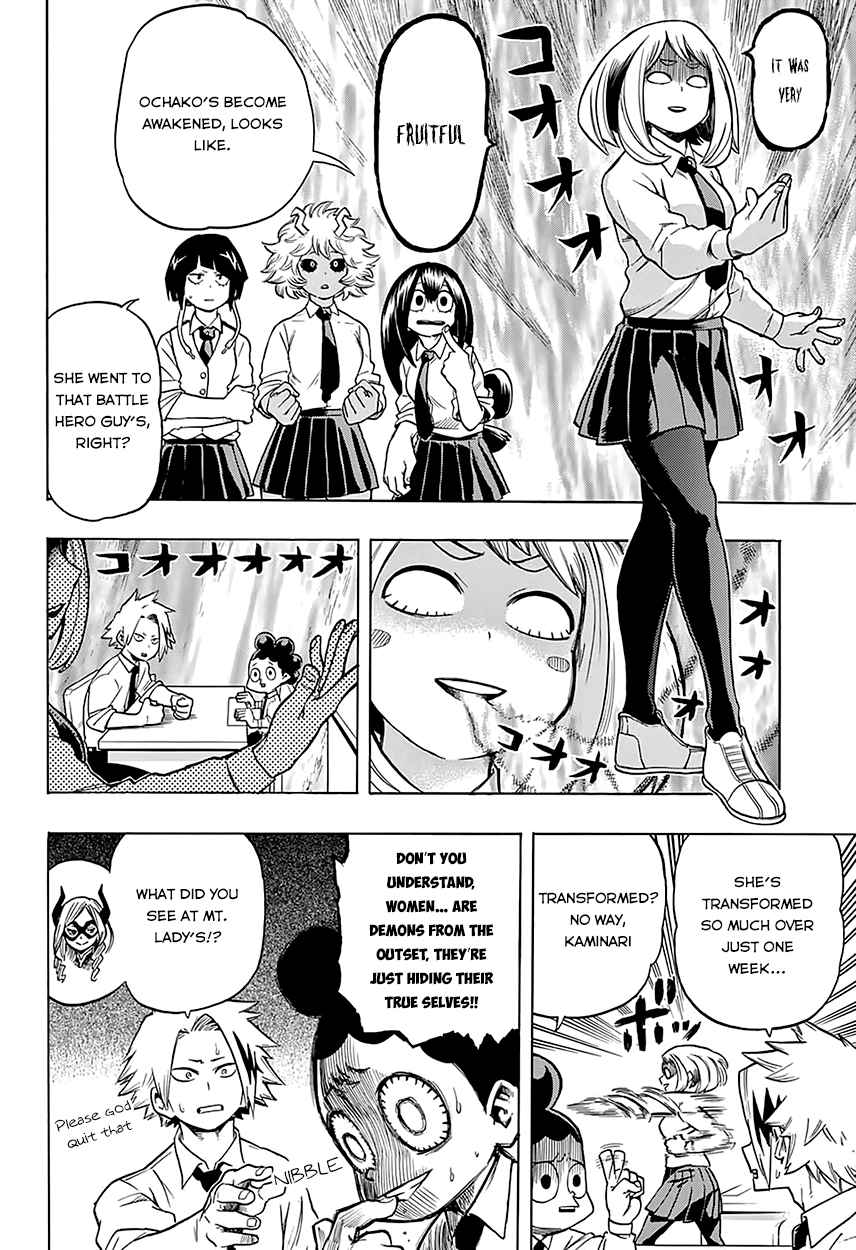 IT WAS
VERY
FRUITFUL
コオオオオオオ
OCHAKO'S BECOME
AWAKENED, LOOKS
LIKE.
SHE WENT TO
THAT BATTLE
HERO GUY'S,
RIGHT?
オオ
コオオオ
コオオオオオ
SHE'S
TRANSFORMED
SO MUCH OVER
JUST ONE
WEEK...
TRANSFORMED?
NO WAY,
KAMINARI
ボッ
DON'T YOU
UNDERSTAND,
WOMEN... ARE
DEMONS FROM THE
OUTSET, THEY'RE
JUST HIDING THEIR
TRUE SELVES!!
WHAT DID YOU
SEE AT MT.
LADY'S!?
Please God
quit that
NIBBLE